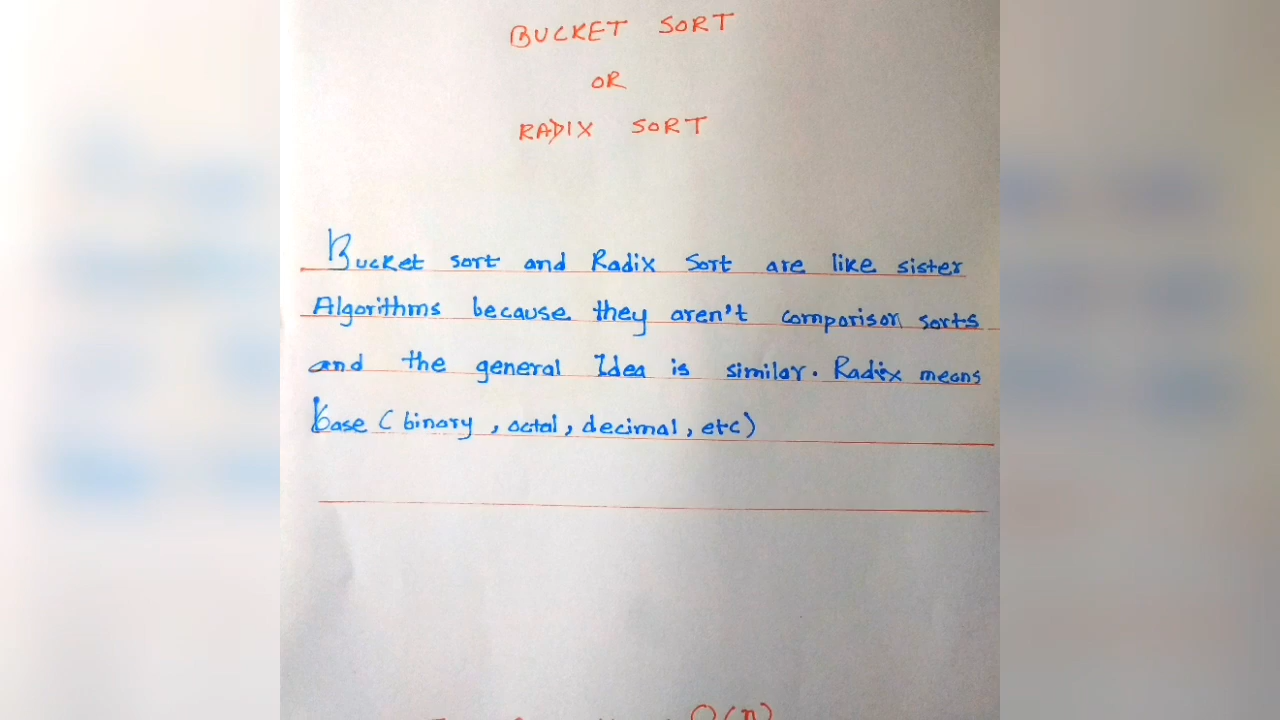 BUCKET SORT
OR
RADIX SORT
Bucket sort and Radix Sort are like sister
Algorithms because they aren't comparison sorts
and the general Idea is similar. Radix means
base ( binary , octal, decimal, etc)
O(n)